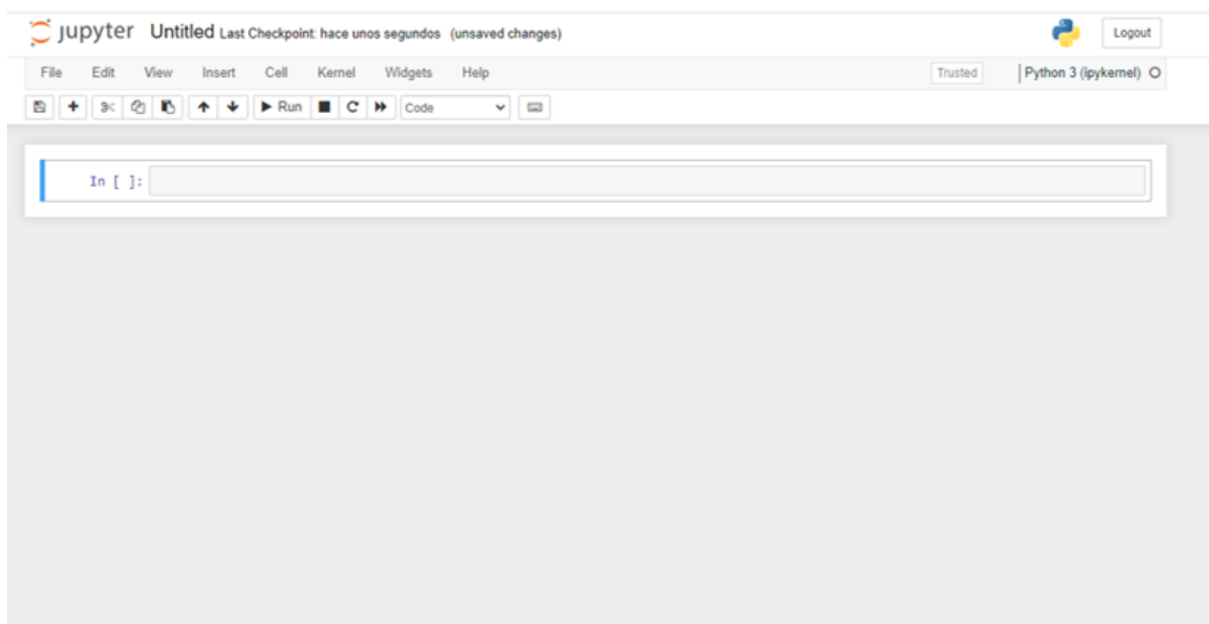 jupyter Untitled Last Checkpoint: hace unos segundos (unsaved changes) Logout
File Edit View Insert Cell Kernel Widgets Help Trusted Python 3 (ipykernel)
Run Code
In [ ]: